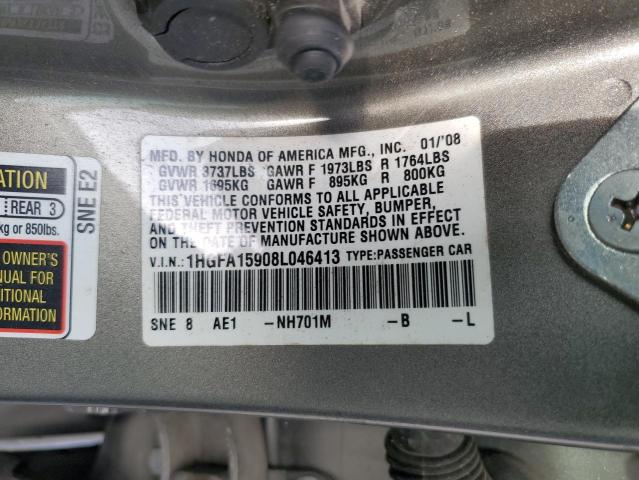 MFD. BY HONDA OF AMERICA MFG., INC. 01/'08
GVWR 3737LBS GAWR F 1973LBS R 1764LBS
GVWR 1695KG GAWR F 895KG R 800KG
THIS VEHICLE CONFORMS TO ALL APPLICABLE
FEDERAL MOTOR VEHICLE SAFETY, BUMPER,
AND THEFT PREVENTION STANDARDS IN EFFECT
ON THE DATE OF MANUFACTURE SHOWN ABOVE.
V.I.N.: 1HGFA15908L046413 TYPE:PASSENGER CAR
SNE 8 AE1 -NH701M -B -L
MATION
REAR 3
kg or 850lbs.
OWNER'S
NUAL FOR
ITIONAL
RMATION
SNE E2